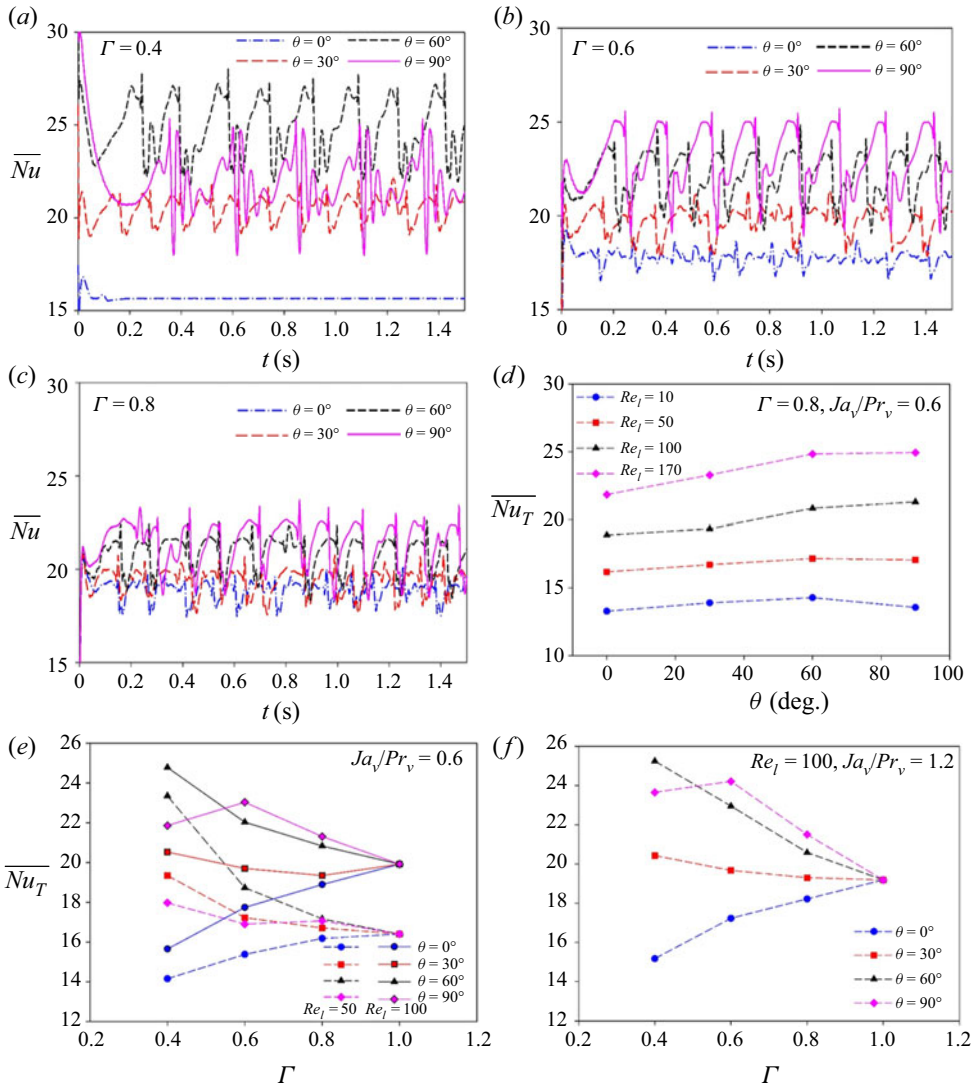 (a)
30
Γ = 0.4
θ = 0°
θ = 60°
θ = 30°
θ = 90°
25
Nu
20
15
0 0.2 0.4 0.6 0.8 1.0 1.2 1.4
t (s)
(b)
30
Γ = 0.6
θ = 0°
θ = 60°
θ = 30°
θ = 90°
25
20
15
0 0.2 0.4 0.6 0.8 1.0 1.2 1.4
t (s)
(c)
30
Γ = 0.8
θ = 0°
θ = 60°
θ = 30°
θ = 90°
25
Nu
20
15
0 0.2 0.4 0.6 0.8 1.0 1.2 1.4
t (s)
(d)
30
Re_l = 10
Γ = 0.8, Ja_v/Pr_v = 0.6
Re_l = 50
Re_l = 100
Re_l = 170
25
Nu_T
20
15
10
0 20 40 60 80 100
θ (deg.)
(e)
26
Ja_v/Pr_v = 0.6
24
22
20
Nu_T
18
16
θ = 0°
θ = 30°
14
θ = 60°
θ = 90°
Re_l = 50 Re_l = 100
12
0.2 0.4 0.6 0.8 1.0 1.2
Γ
(f)
26
Re_l = 100, Ja_v/Pr_v = 1.2
24
22
20
18
16
θ = 0°
θ = 30°
14
θ = 60°
θ = 90°
12
0.2 0.4 0.6 0.8 1.0 1.2
Γ